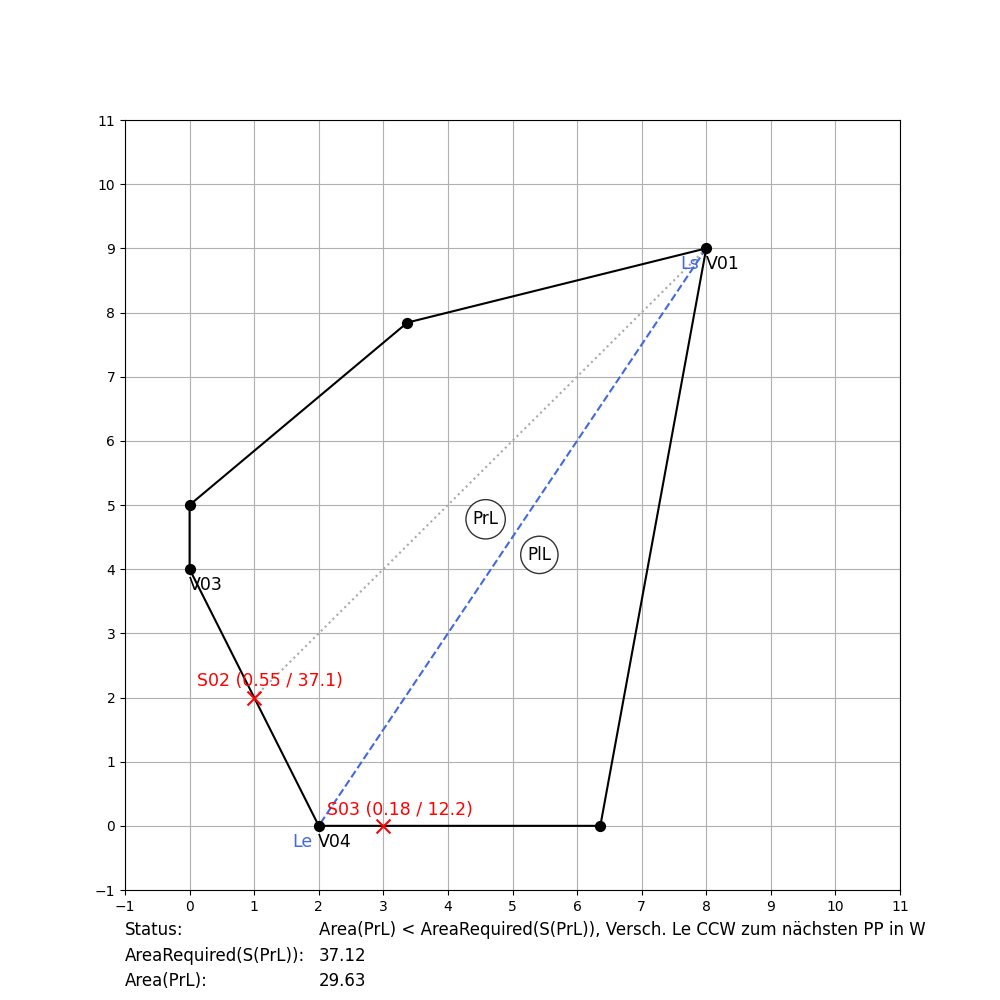 11
10
9
8
7
6
5
4
3
2
1
0
−1
−1 0 1 2 3 4 5 6 7 8 9 10 11
Ls V01
PrL
PlL
V03
S02 (0.55 / 37.1)
S03 (0.18 / 12.2)
Le V04
Status: Area(PrL) < AreaRequired(S(PrL)), Versch. Le CCW zum nächsten PP in W
AreaRequired(S(PrL)): 37.12
Area(PrL): 29.63